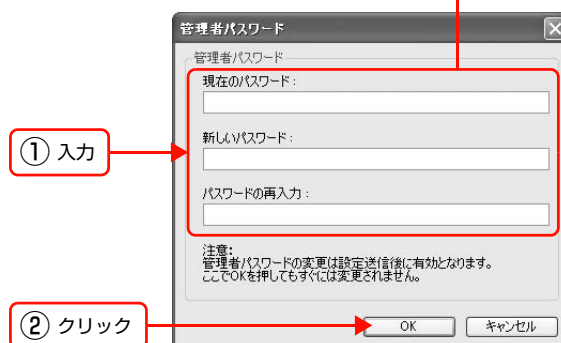 管理者パスワード
管理者パスワード
現在のパスワード:
① 入力
新しいパスワード:
パスワードの再入力:
注意:
管理者パスワードの変更は設定送信後に有効となります。
ここでOKを押してもすぐには変更されません。
② クリック
OK キャンセル